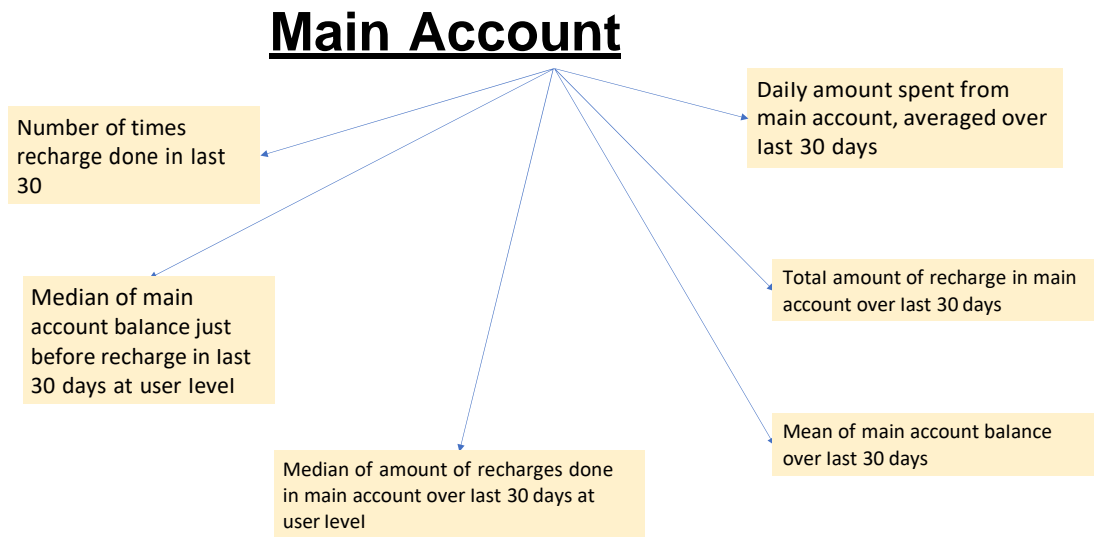 Main Account
Number of times
recharge done in last
30
Daily amount spent from
main account, averaged over
last 30 days
Median of main
account balance just
before recharge in last
30 days at user level
Total amount of recharge in main
account over last 30 days
Median of amount of recharges done
in main account over last 30 days at
user level
Mean of main account balance
over last 30 days